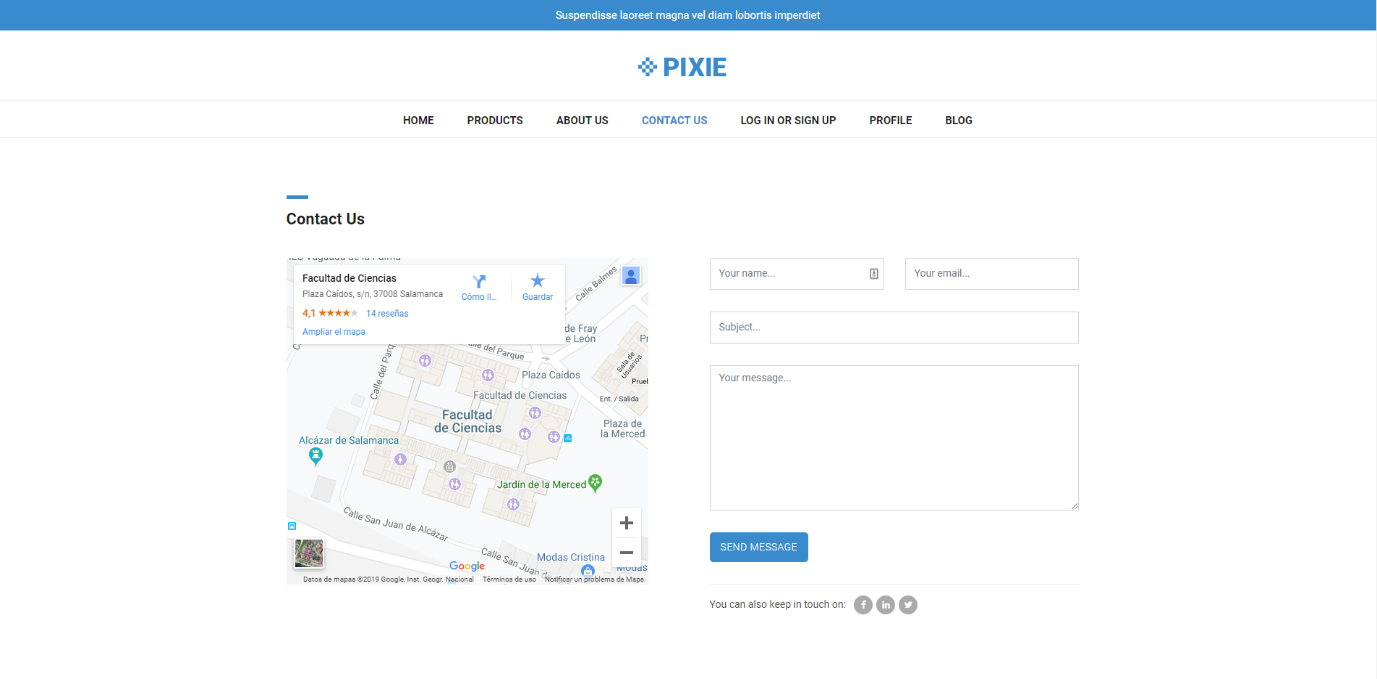 Suspendisse laoreet magna vel diam lobortis imperdiet
PIXIE
HOME
PRODUCTS
ABOUT US
CONTACT US
LOG IN OR SIGN UP
PROFILE
BLOG
Contact Us
Facultad de Ciencias
Plaza Caídos, s/n, 37008 Salamanca
4,1
14 reseñas
Ampliar el mapa
Cómo ll...
Guardar
Calle Balmes
de Fray
de León
Calle del Parque
Calle del Parq
Sala de
Usuarios
Plaza Caídos
Facultad de Ciencias
Ent. / Salida
Facultad
de Ciencias
Plaza de
la Merced
Alcázar de Salamanca
Jardín de la Merced
Calle San Juan de Alcázar
Calle San Juan d
Modas Cristina
Modas
Google
Datos de mapas ©2019 Google, Inst. Geogr. Nacional
Términos de uso
Notificar un problema de Maps
Your name...
Your email...
Subject...
Your message...
SEND MESSAGE
You can also keep in touch on: